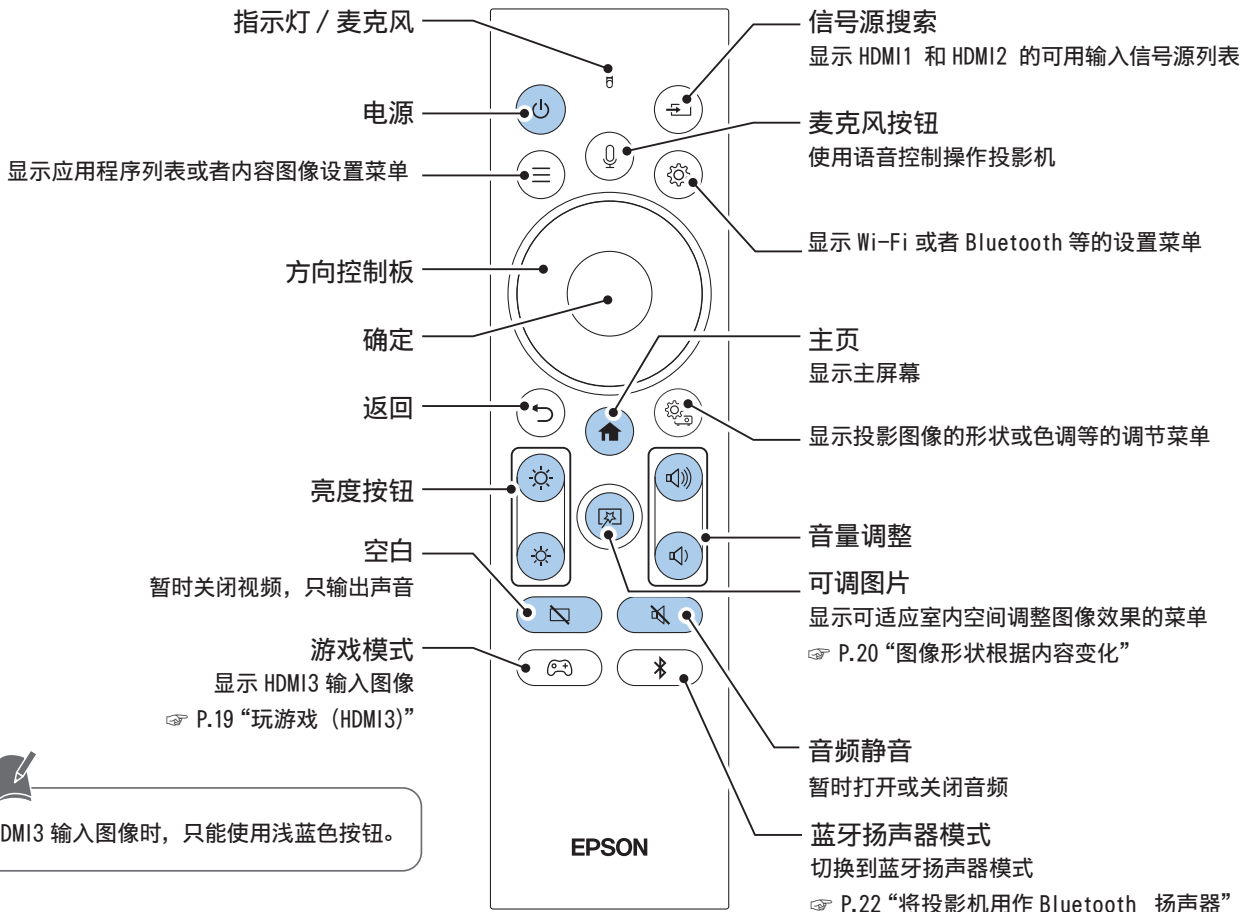 指示灯 / 麦克风
电源
显示应用程序列表或者内容图像设置菜单
方向控制板
确定
返回
亮度按钮
空白
暂时关闭视频，只输出声音
游戏模式
显示 HDMI3 输入图像
☞ P.19 “玩游戏（HDMI3）”
DMI3 输入图像时，只能使用浅蓝色按钮。
EPSON
信号源搜索
显示 HDMI1 和 HDMI2 的可用输入信号源列表
麦克风按钮
使用语音控制操作投影机
显示 Wi-Fi 或者 Bluetooth 等的设置菜单
主页
显示主屏幕
显示投影图像的形状或色调等的调节菜单
音量调整
可调图片
显示可适应室内空间调整图像效果的菜单
☞ P.20 “图像形状根据内容变化”
音频静音
暂时打开或关闭音频
蓝牙扬声器模式
切换到蓝牙扬声器模式
☞ P.22 “将投影机用作 Bluetooth 扬声器”